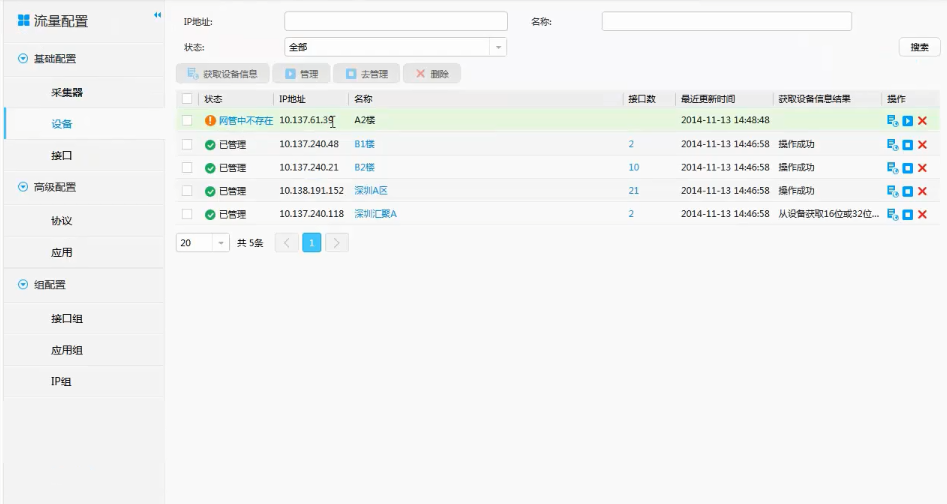 流量配置
基础配置
采集器
设备
接口
高级配置
协议
应用
组配置
接口组
应用组
IP组
IP地址: 名称:
状态: 全部
搜索
获取设备信息 管理 去管理 删除
状态 IP地址 名称 接口数 最近更新时间 获取设备信息结果 操作
网管中不存在 10.137.61.39 A2楼 2014-11-13 14:48:48
已管理 10.137.240.48 B1楼 2 2014-11-13 14:46:58 操作成功
已管理 10.137.240.21 B2楼 10 2014-11-13 14:46:58 操作成功
已管理 10.138.191.152 深圳A区 21 2014-11-13 14:46:58 操作成功
已管理 10.137.240.118 深圳汇聚A 2 2014-11-13 14:46:58 从设备获取16位或32位...
20 共 5条 1